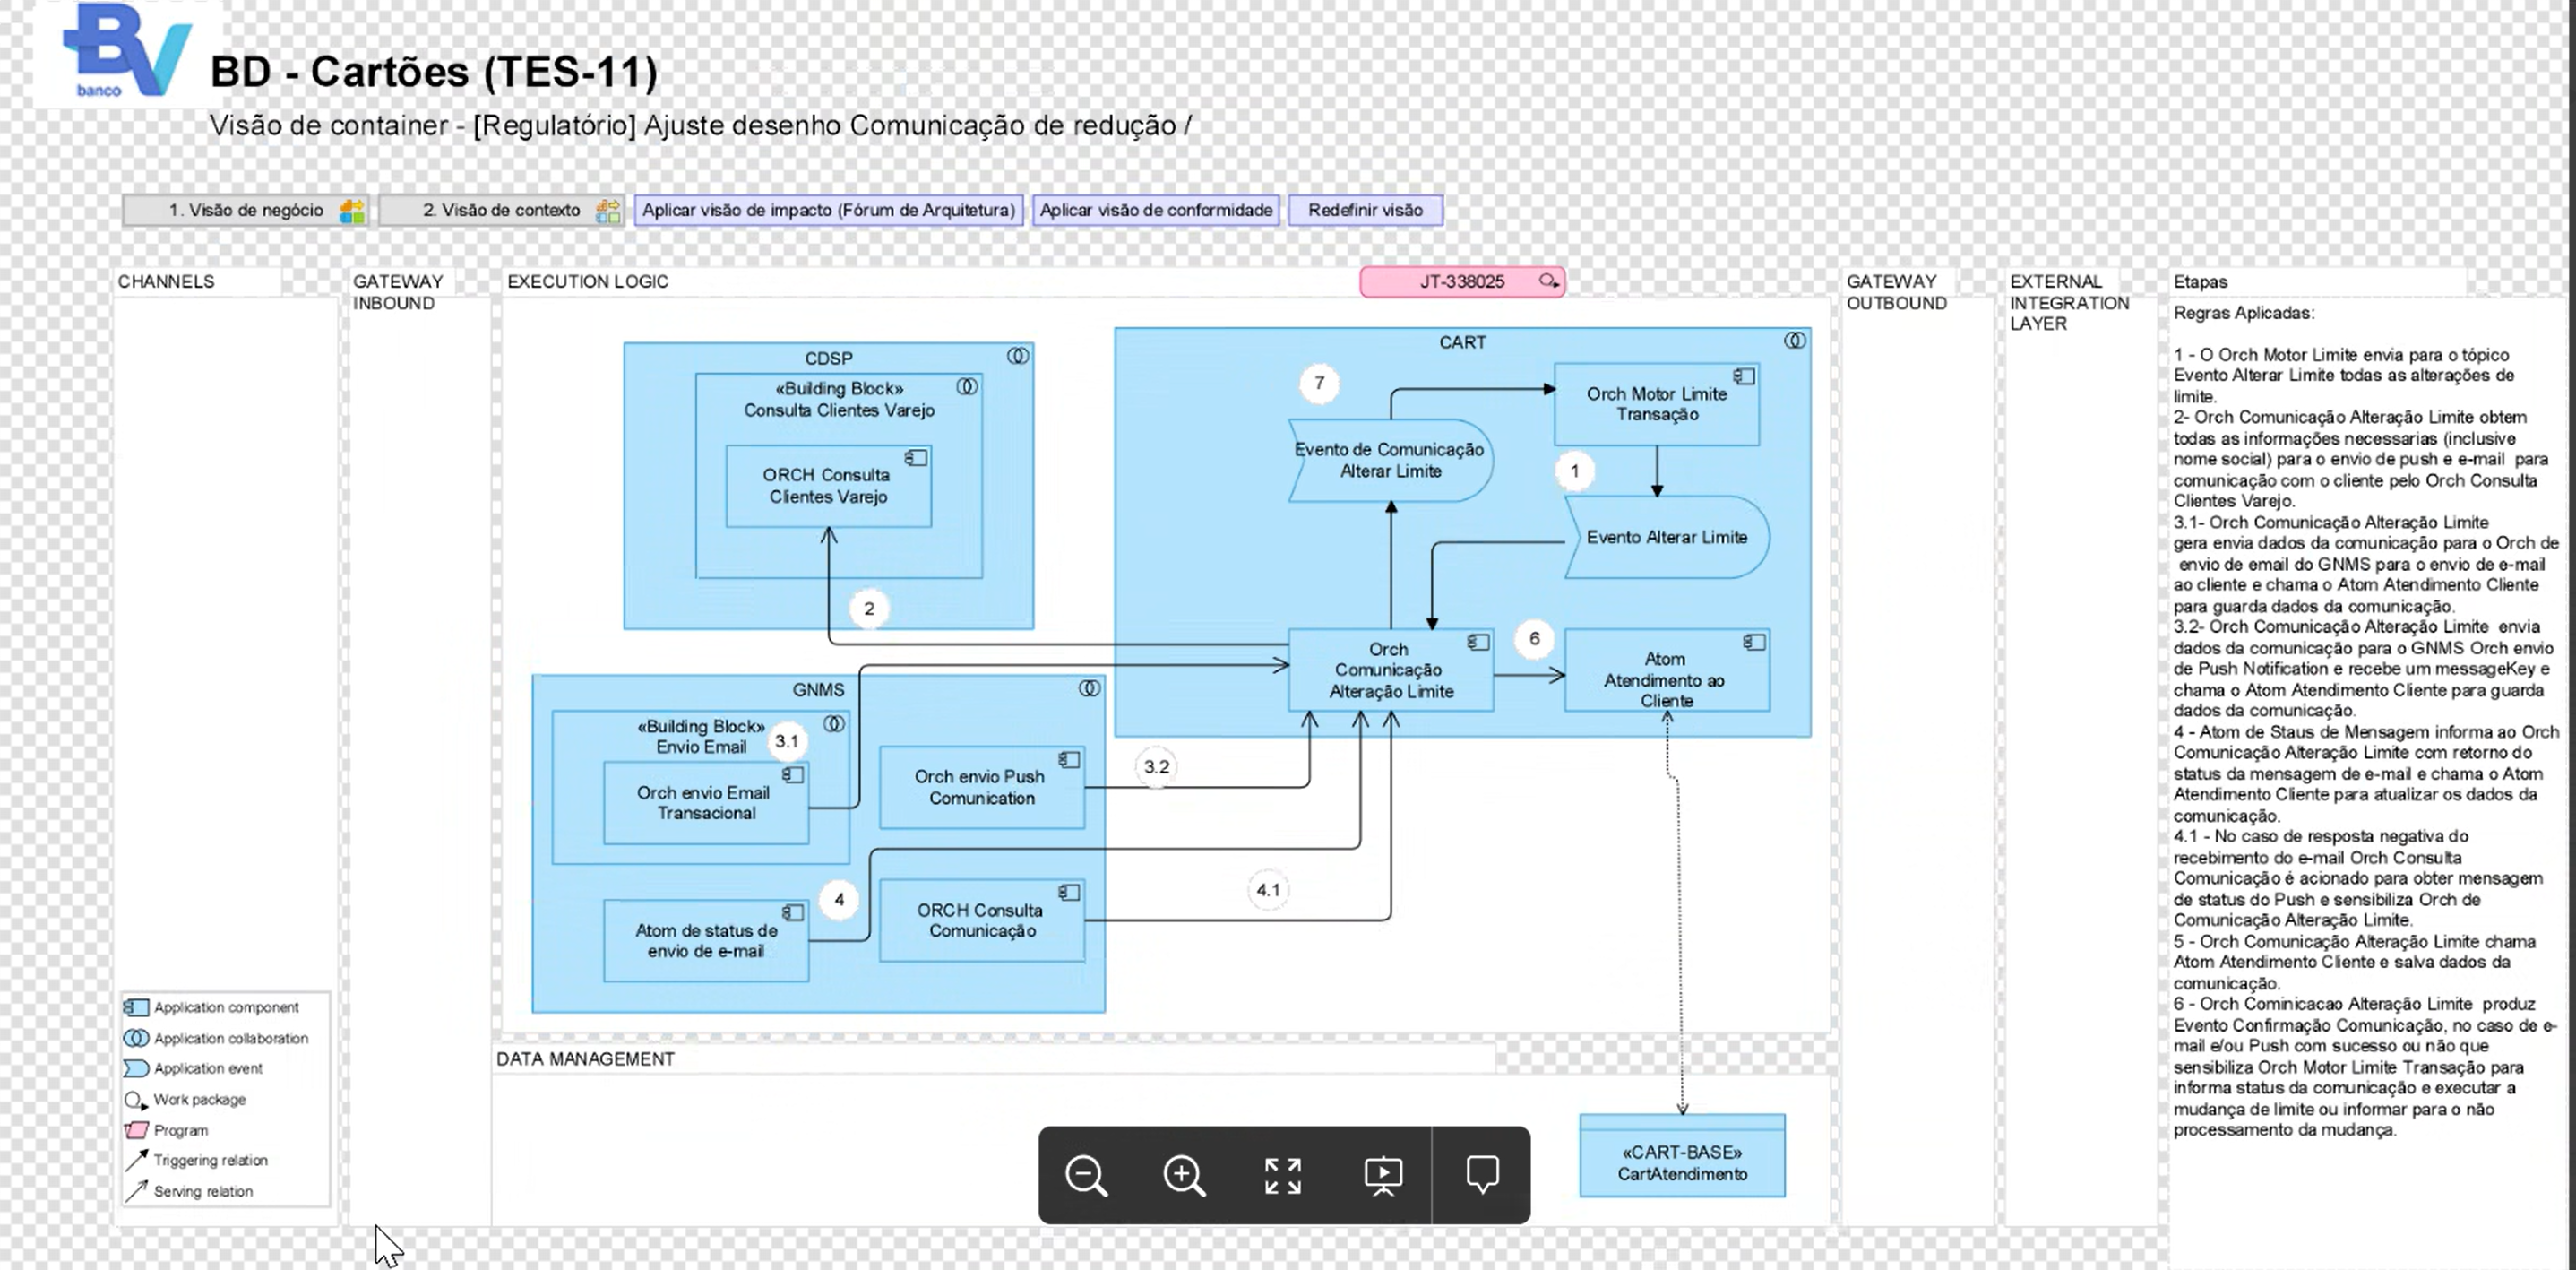 BV
banco
BD - Cartões (TES-11)
Visão de container - [Regulatório] Ajuste desenho Comunicação de redução /
1. Visão de negócio
2. Visão de contexto
Aplicar visão de impacto (Fórum de Arquitetura)
Aplicar visão de conformidade
Redefinir visão
CHANNELS
GATEWAY
INBOUND
EXECUTION LOGIC
JT-338025
GATEWAY
OUTBOUND
EXTERNAL
INTEGRATION
LAYER
CDSP
«Building Block»
Consulta Clientes Varejo
ORCH Consulta
Clientes Varejo
2
CART
7
Orch Motor Limite
Transação
Evento de Comunicação
Alterar Limite
1
Evento Alterar Limite
Orch
Comunicação
Alteração Limite
6
Atom
Atendimento ao
Cliente
GNMS
«Building Block»
Envio Email
3.1
Orch envio Email
Transacional
Orch envio Push
Comunication
3.2
4
Atom de status de
envio de e-mail
ORCH Consulta
Comunicação
4.1
Application component
Application collaboration
Application event
Work package
Program
Triggering relation
Serving relation
DATA MANAGEMENT
«CART-BASE»
CartAtendimento
Etapas
Regras Aplicadas:
1 - O Orch Motor Limite envia para o tópico
Evento Alterar Limite todas as alterações de
limite.
2- Orch Comunicação Alteração Limite obtem
todas as informações necessarias (inclusive
nome social) para o envio de push e e-mail para
comunicação com o cliente pelo Orch Consulta
Clientes Varejo.
3.1- Orch Comunicação Alteração Limite
gera envia dados da comunicação para o Orch de
envio de email do GNMS para o envio de e-mail
ao cliente e chama o Atom Atendimento Cliente
para guarda dados da comunicação.
3.2- Orch Comunicação Alteração Limite envia
dados da comunicação para o GNMS Orch envio
de Push Notification e recebe um messageKey e
chama o Atom Atendimento Cliente para guarda
dados da comunicação.
4 - Atom de Staus de Mensagem informa ao Orch
Comunicação Alteração Limite com retorno do
status da mensagem de e-mail e chama o Atom
Atendimento Cliente para atualizar os dados da
comunicação.
4.1 - No caso de resposta negativa do
recebimento do e-mail Orch Consulta
Comunicação é acionado para obter mensagem
de status do Push e sensibiliza Orch de
Comunicação Alteração Limite.
5 - Orch Comunicação Alteração Limite chama
Atom Atendimento Cliente e salva dados da
comunicação.
6 - Orch Cominicacao Alteração Limite produz
Evento Confirmação Comunicação, no caso de e-
mail e/ou Push com sucesso ou não que
sensibiliza Orch Motor Limite Transação para
informa status da comunicação e executar a
mudança de limite ou informar para o não
processamento da mudança.